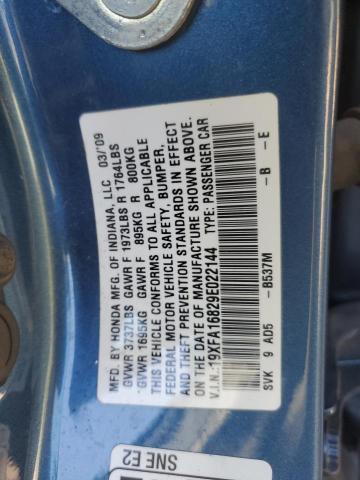 MFD. BY HONDA MFG. OF INDIANA, LLC 03/'09
GVWR 3737LBS GAWR F 1973LBS R 1764LBS
GVWR 1695KG GAWR F 895KG R 800KG
THIS VEHICLE CONFORMS TO ALL APPLICABLE
FEDERAL MOTOR VEHICLE SAFETY, BUMPER,
AND THEFT PREVENTION STANDARDS IN EFFECT
ON THE DATE OF MANUFACTURE SHOWN ABOVE.
V.I.N.:19XFA16829E022144 TYPE: PASSENGER CAR
SVK 9 AD5 -B537M -B -E
SNE E2